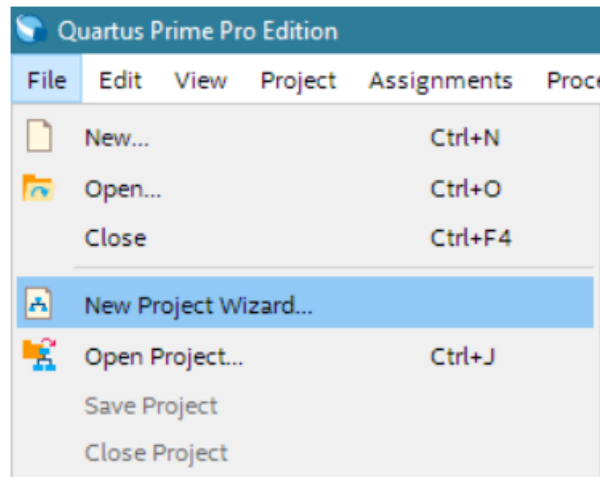 Quartus Prime Pro Edition
File Edit View Project Assignments
New... Ctrl+N
Open... Ctrl+O
Close Ctrl+F4
New Project Wizard...
Open Project... Ctrl+J
Save Project
Close Project